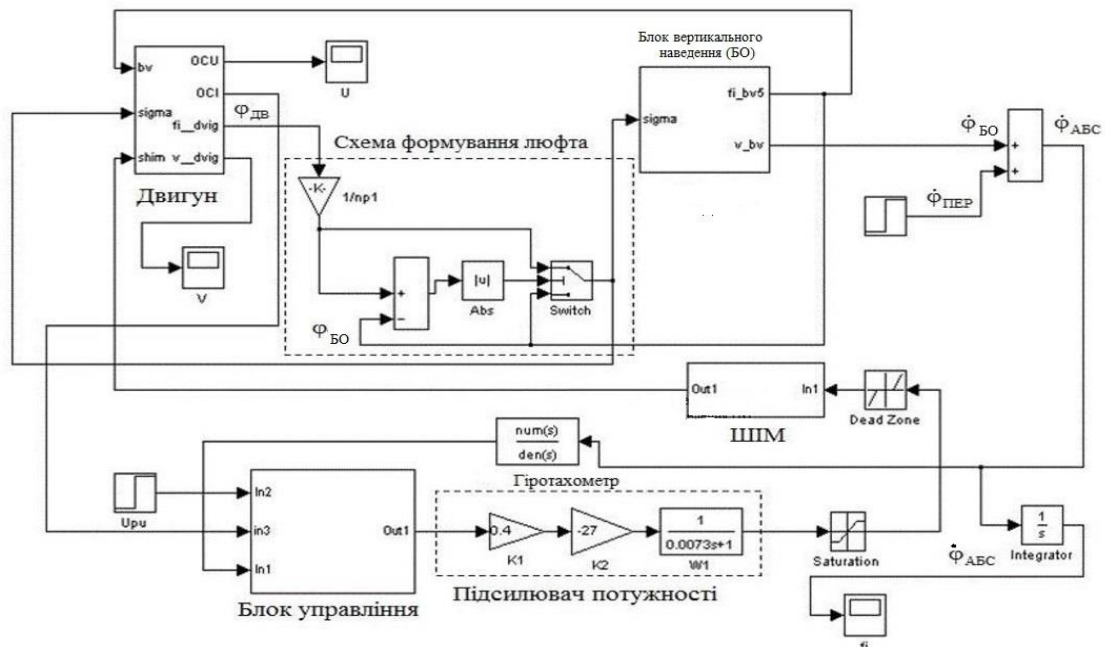 Блок вертикального
наведення (БО)
bv
OCU
OCI
sigma
fi__dvig
shim
v__dvig
Двигун
U
φДВ
V
Схема формування люфта
-K-
1/np1
+
−
|u|
Abs
Switch
φБО
sigma
fi_bv5
v_bv
φ̇БО
φ̇АБС
+
+
φ̇ПЕР
Out1
In1
ШІМ
Dead Zone
num(s)
den(s)
Гіротахометр
Upu
In2
in3
In1
Out1
Блок управління
0.4
K1
-27
K2
1
0.0073s+1
W1
Підсилювач потужності
Saturation
φ̇АБС
1
s
Integrator
fi